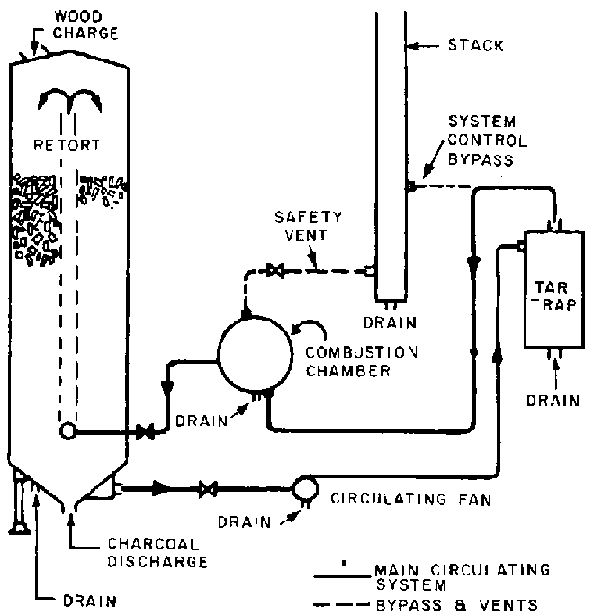 WOOD
CHARGE
STACK
RETORT
SYSTEM
CONTROL
BYPASS
SAFETY
VENT
TAR
TRAP
DRAIN
COMBUSTION
CHAMBER
DRAIN
DRAIN
CIRCULATING FAN
DRAIN
CHARCOAL
DISCHARGE
DRAIN
MAIN CIRCULATING
SYSTEM
BYPASS & VENTS